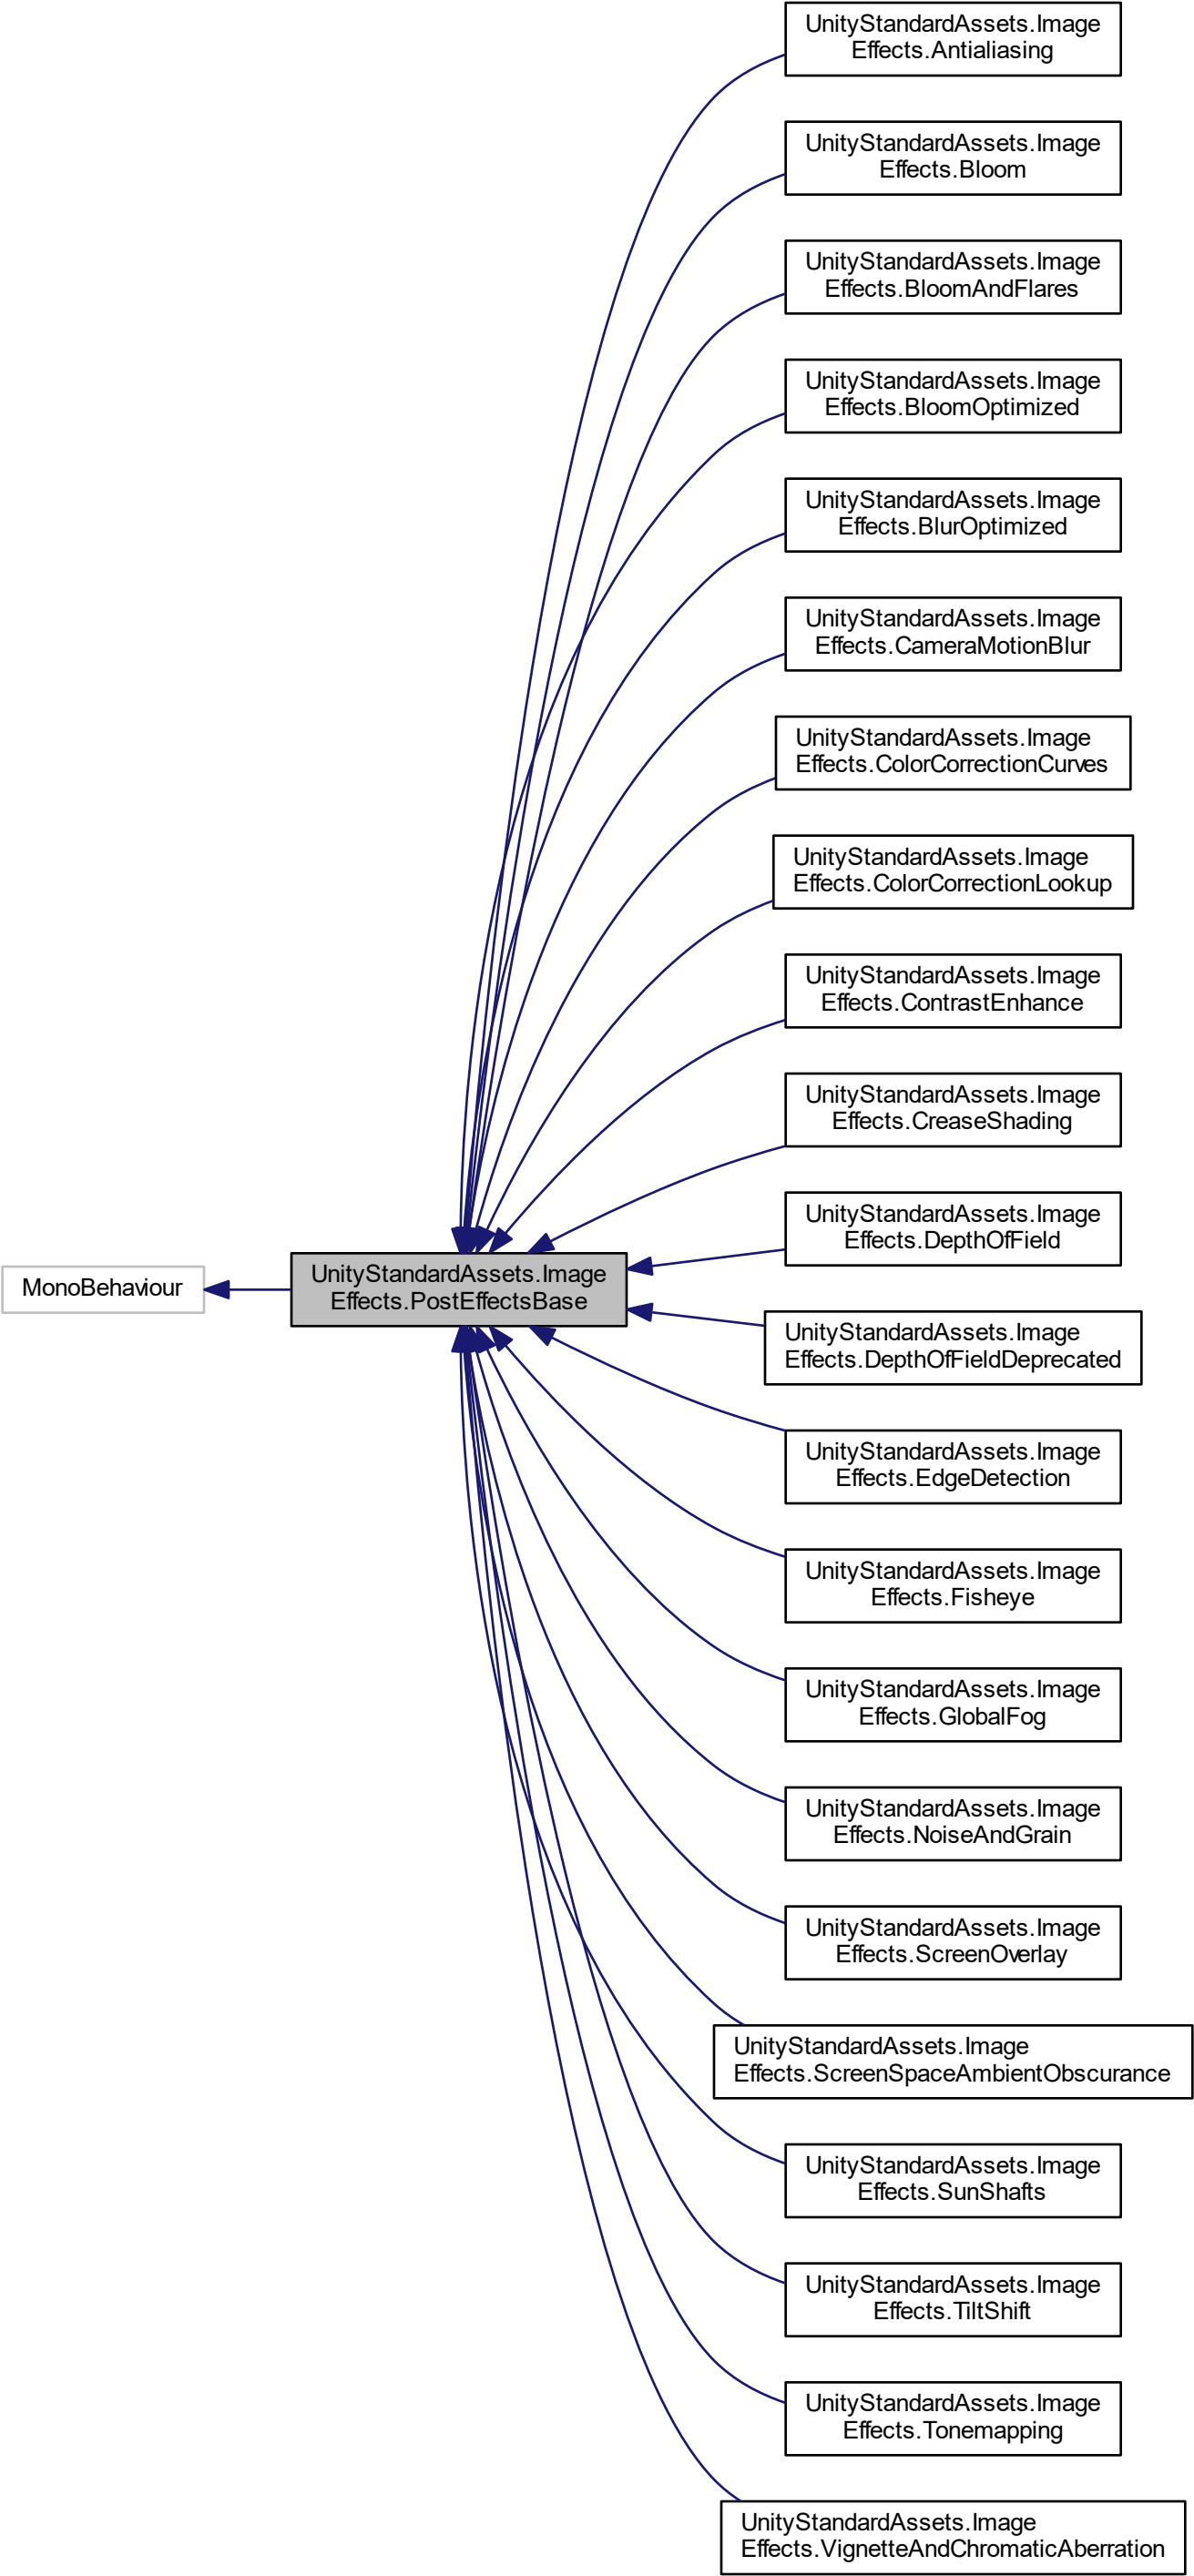 UnityStandardAssets.Image
Effects.Antialiasing
UnityStandardAssets.Image
Effects.Bloom
UnityStandardAssets.Image
Effects.BloomAndFlares
UnityStandardAssets.Image
Effects.BloomOptimized
UnityStandardAssets.Image
Effects.BlurOptimized
UnityStandardAssets.Image
Effects.CameraMotionBlur
UnityStandardAssets.Image
Effects.ColorCorrectionCurves
UnityStandardAssets.Image
Effects.ColorCorrectionLookup
UnityStandardAssets.Image
Effects.ContrastEnhance
UnityStandardAssets.Image
Effects.CreaseShading
UnityStandardAssets.Image
Effects.DepthOfField
MonoBehaviour
UnityStandardAssets.Image
Effects.PostEffectsBase
UnityStandardAssets.Image
Effects.DepthOfFieldDeprecated
UnityStandardAssets.Image
Effects.EdgeDetection
UnityStandardAssets.Image
Effects.Fisheye
UnityStandardAssets.Image
Effects.GlobalFog
UnityStandardAssets.Image
Effects.NoiseAndGrain
UnityStandardAssets.Image
Effects.ScreenOverlay
UnityStandardAssets.Image
Effects.ScreenSpaceAmbientObscurance
UnityStandardAssets.Image
Effects.SunShafts
UnityStandardAssets.Image
Effects.TiltShift
UnityStandardAssets.Image
Effects.Tonemapping
UnityStandardAssets.Image
Effects.VignetteAndChromaticAberration